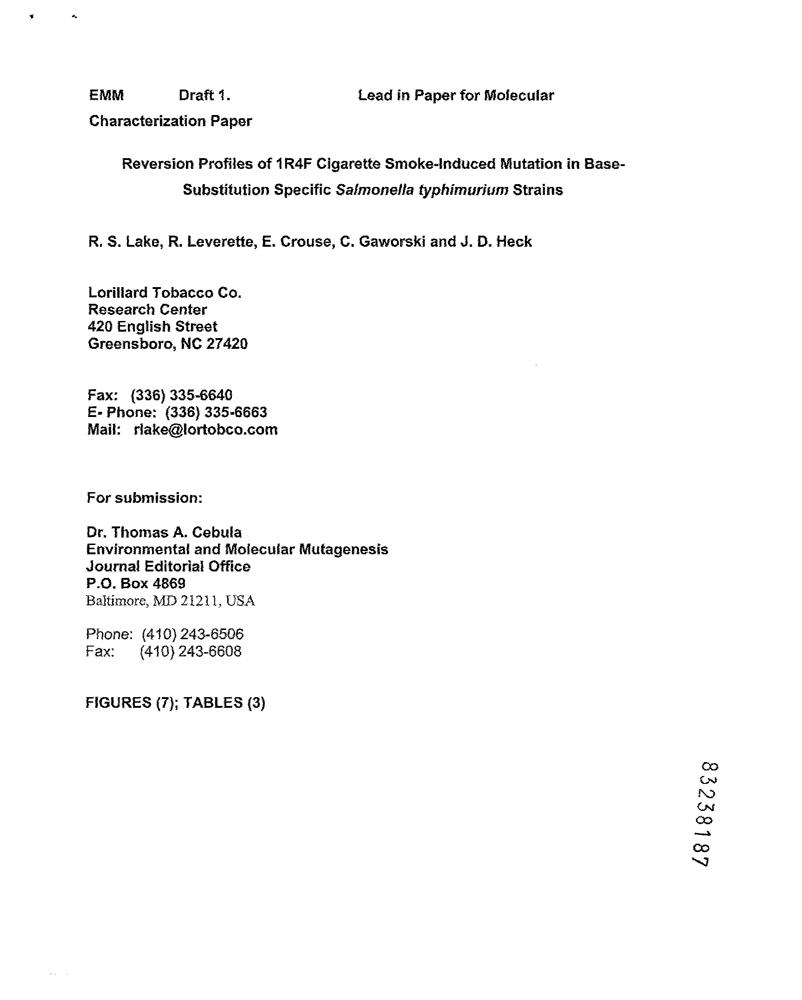 EMM Draft 1. Lead in Paper for Molecular
Characterization Paper
Reversion Profiles of 1R4F Cigarette Smoke-Induced Mutation in Base-
Substitution Specific Salmonella typhimurium Strains
R. S. Lake, R. Leverette, E. Crouse, C. Gaworski and J. D. Heck
Lorillard Tobacco Co.
Research Center
420 English Street
Greensboro, NC 27420
Fax: (336) 335-6640
E- Phone: (336) 335-6663
Mail: rlake@lortobco.com
For submission:
Dr. Thomas A. Cebula
Environmental and Molecular Mutagenesis
Journal Editorial Office
P.O. Box 4869
Baltimore, MD 21211, USA
Phone: (410) 243-6506
Fax: (410) 243-6608
FIGURES (7); TABLES (3)
83238187